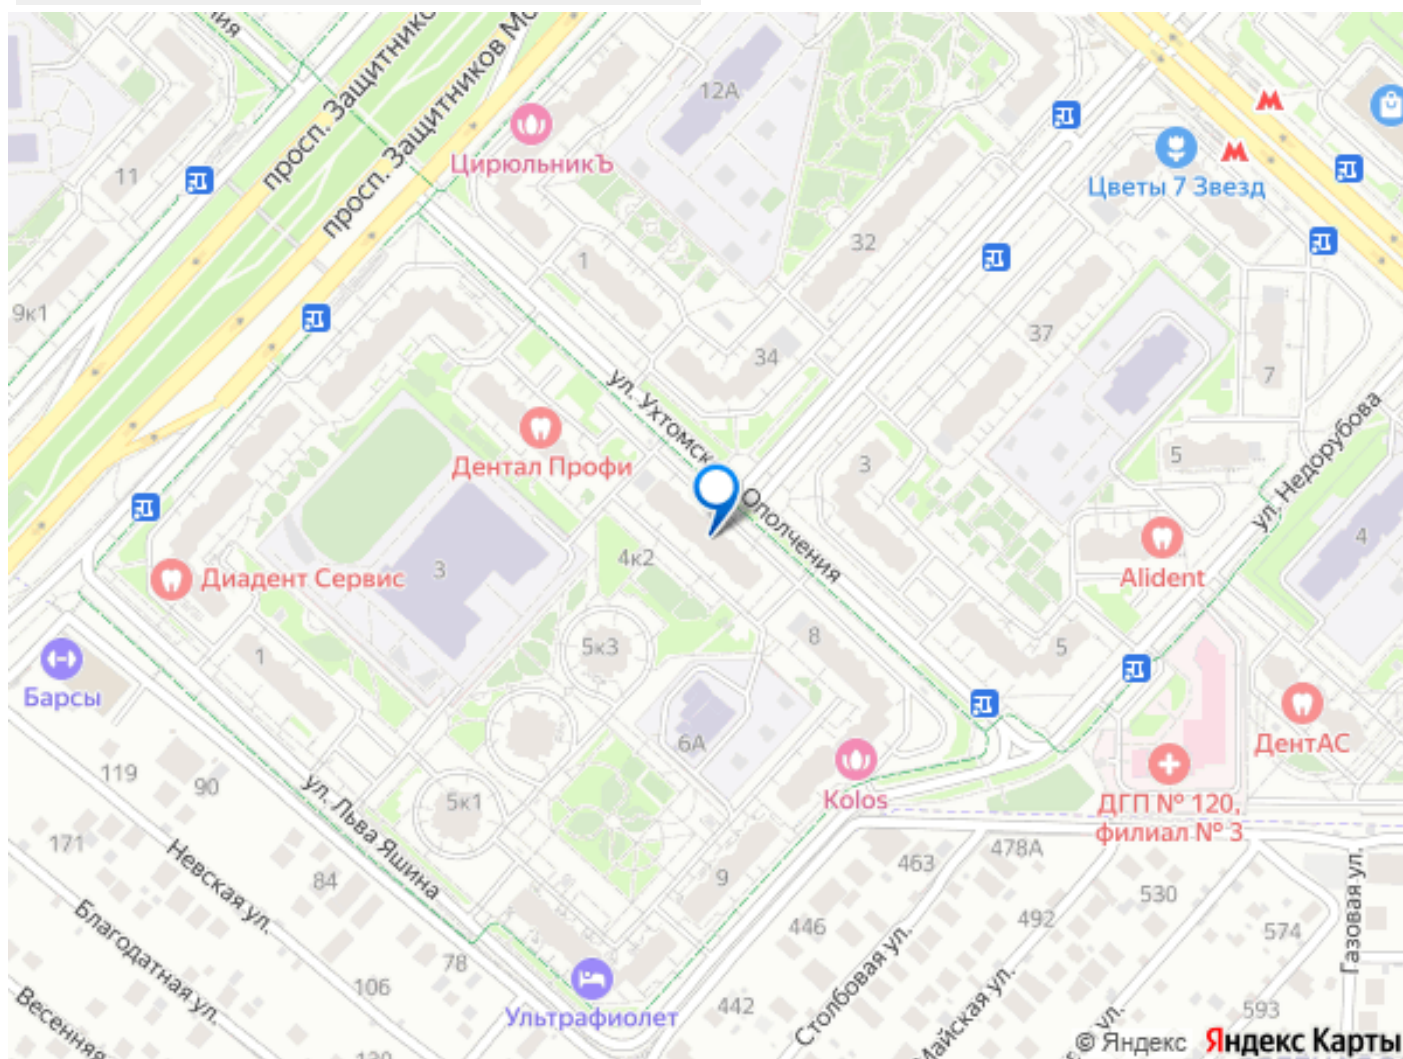 просп. Защитников
просп. Защитников Мо
12А
ЦирюльникЪ
11
Цветы 7 Звезд
32
1
9к1
34
37
7
ул. Ухтомск
Ополчения
Дентал Профи
3
5
ул. Недорубова
4
4к2
3
Диадент Сервис
Alident
5к3
8
5
1
Барсы
6А
Kolos
ДентАС
ДГП № 120,
филиал № 3
119
90
ул. Льва Яшина
5к1
171
Невская ул.
84
9
463
478А
530
Газовая ул.
Благодатная ул.
446
492
574
78
106
Столбовая ул.
Ультрафиолет
442
Майская ул.
593
Весенняя
ул.
© Яндекс
Яндекс Карты